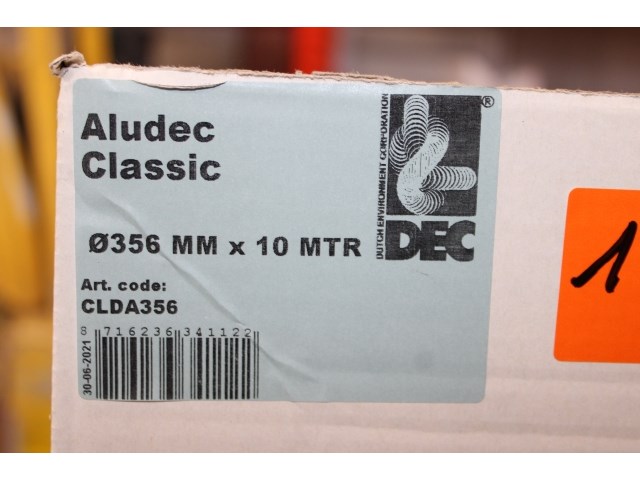 Aludec
Classic
Ø356 MM x 10 MTR
Art. code:
CLDA356
8 716236 341122
30-06-2021
DUTCH ENVIRONMENT CORPORATION
®
DEC
1